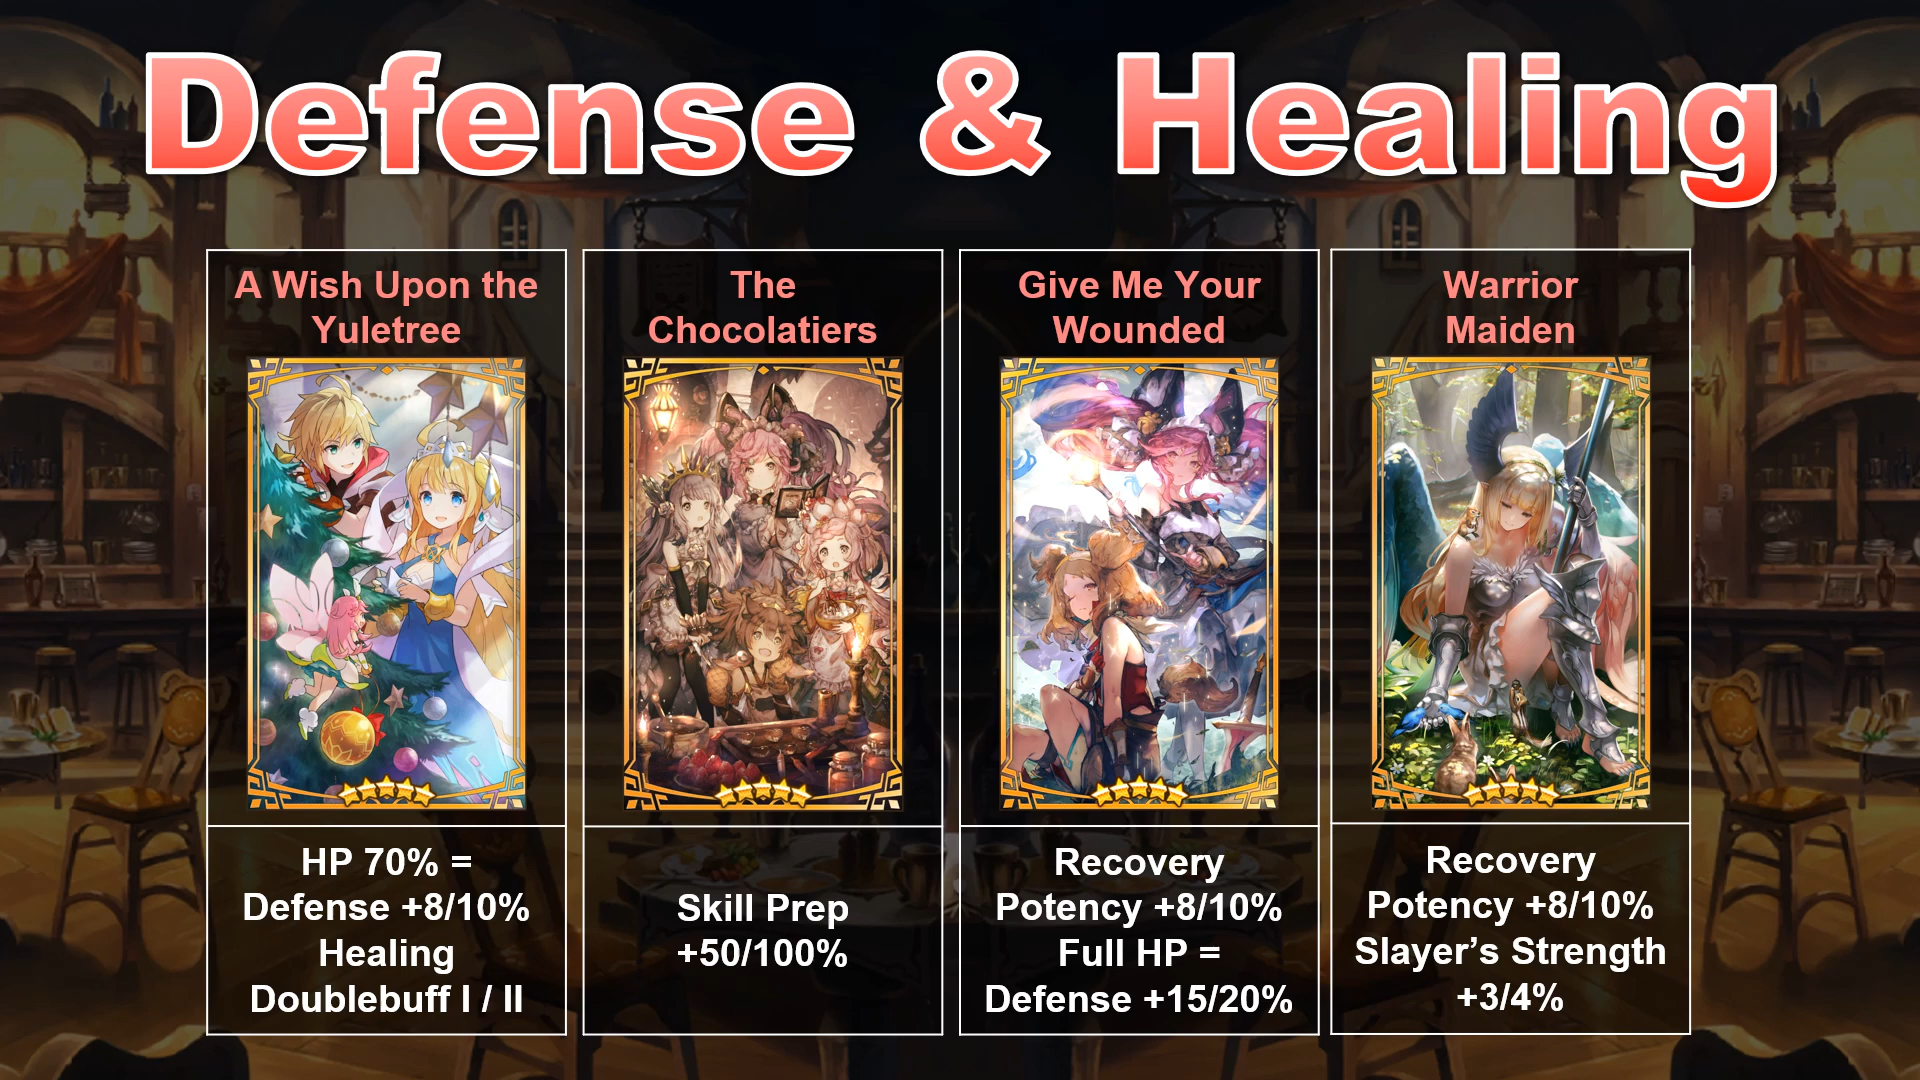 Defense & Healing
A Wish Upon the
Yuletree
HP 70% =
Defense +8/10%
Healing
Doublebuff I / II
The
Chocolatiers
Skill Prep
+50/100%
Give Me Your
Wounded
Recovery
Potency +8/10%
Full HP =
Defense +15/20%
Warrior
Maiden
Recovery
Potency +8/10%
Slayer’s Strength
+3/4%